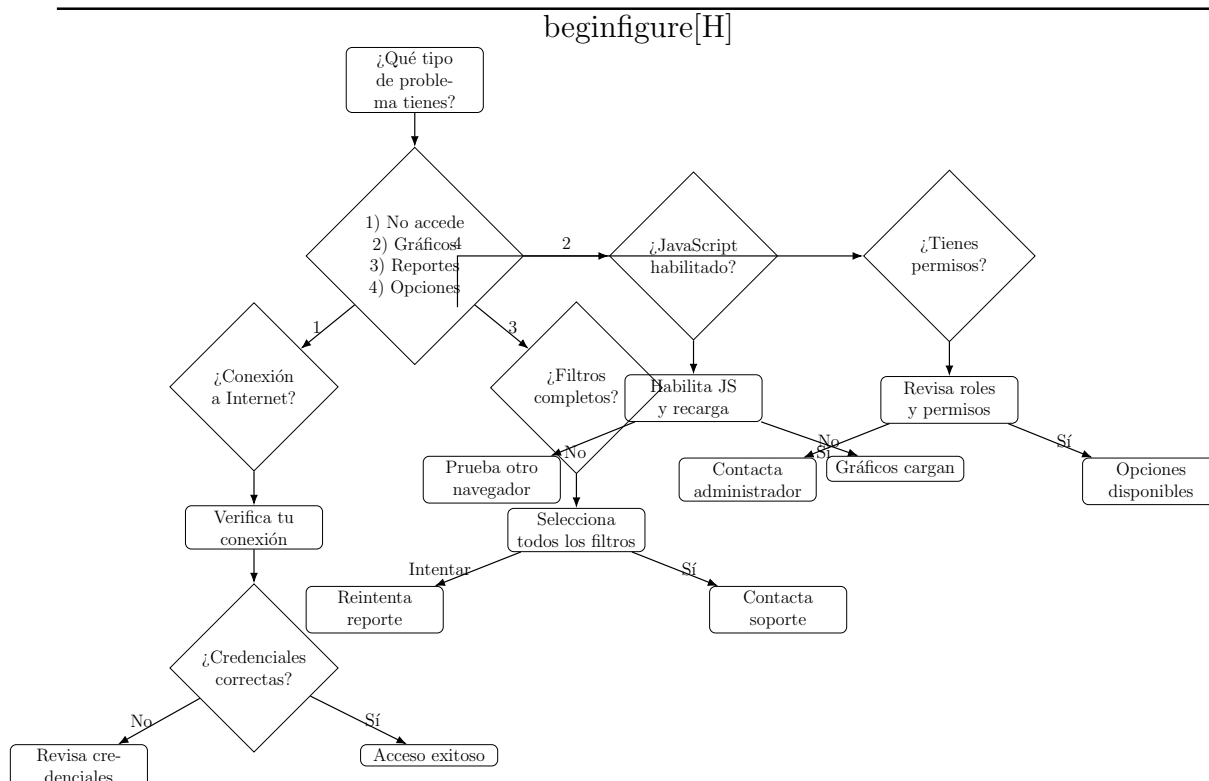 beginfigure[H]
¿Qué tipo
de proble-
ma tienes?
1) No accede
2) Gráficos
3) Reportes
4) Opciones
4
2
¿JavaScript
habilitado?
¿Tienes
permisos?
1
3
¿Conexión
a Internet?
¿Filtros
completos?
Habilita JS
y recarga
Revisa roles
y permisos
No
Sí
No
Sí
Prueba otro
navegador
Contacta
administrador
Gráficos cargan
Opciones
disponibles
Verifica tu
conexión
Selecciona
todos los filtros
Intentar
Sí
Reintenta
reporte
Contacta
soporte
¿Credenciales
correctas?
No
Sí
Revisa cre-
denciales
Acceso exitoso